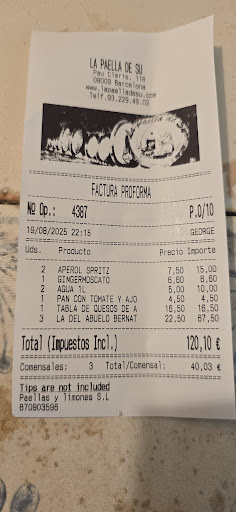 LA PAELLA DE SU
Pau Claris, 118
08009 Barcelona
www.lapaelladesu.com
Telf.93.229.49.02
Paella de
FACTURA PROFORMA
Nº Op.: 4387 P.0/10
19/08/2025 22:15 GEORGE
Uds. Producto Precio Importe
2 APEROL SPRITZ 7,50 15,00
1 GINGERMOSCATO 6,60 6,60
2 AGUA 1L 5,00 10,00
1 PAN CON TOMATE Y AJO 4,50 4,50
1 TABLA DE QUESOS DE A 16,50 16,50
3 LA DEL ABUELO BERNAT 22,50 67,50
Total (Impuestos Incl.) 120,10 €
Comensales: 3 Total/Comensal: 40,03 €
Tips are not included
Paellas y limones S.L
B70903596